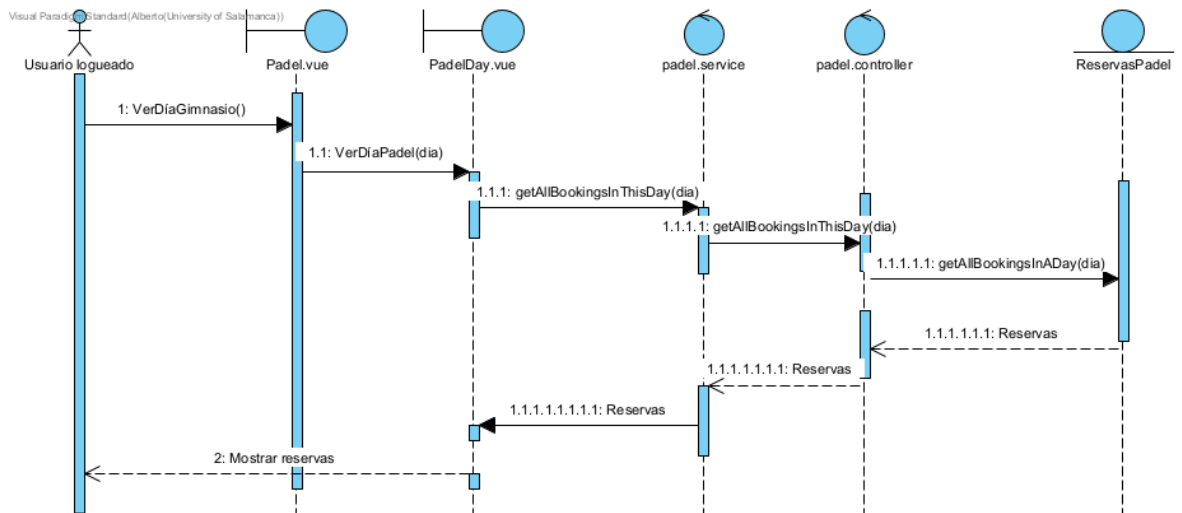 Visual Paradigm Standard(Alberto(University of Salamanca))
Usuario logueado
Padel.vue
PadelDay.vue
padel.service
padel.controller
ReservasPadel
1: VerDíaGimnasio()
1.1: VerDíaPadel(dia)
1.1.1: getAllBookingsInThisDay(dia)
1.1.1.1: getAllBookingsInThisDay(dia)
1.1.1.1.1: getAllBookingsInADay(dia)
1.1.1.1.1.1: Reservas
1.1.1.1.1.1.1: Reservas
1.1.1.1.1.1.1.1: Reservas
2: Mostrar reservas